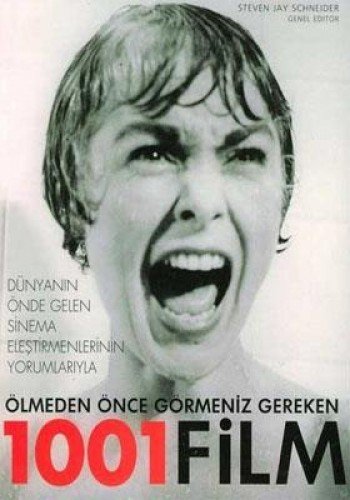 STEVEN JAY SCHNEIDER
GENEL EDITOR
DÜNYANIN
ÖNDE GELEN
SİNEMA
ELEŞTİRMENLERİNİN
YORUMLARIYLA
ÖLMEDEN ÖNCE GÖRMENİZ GEREKEN
1001FİLM